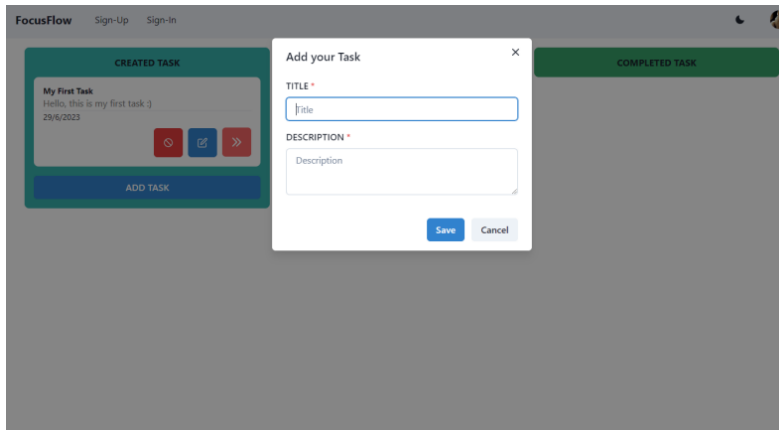 FocusFlow Sign-Up Sign-In
CREATED TASK
My First Task
Hello, this is my first task :)
29/6/2023
ADD TASK
Add your Task
TITLE *
Title
DESCRIPTION *
Description
Save Cancel
COMPLETED TASK